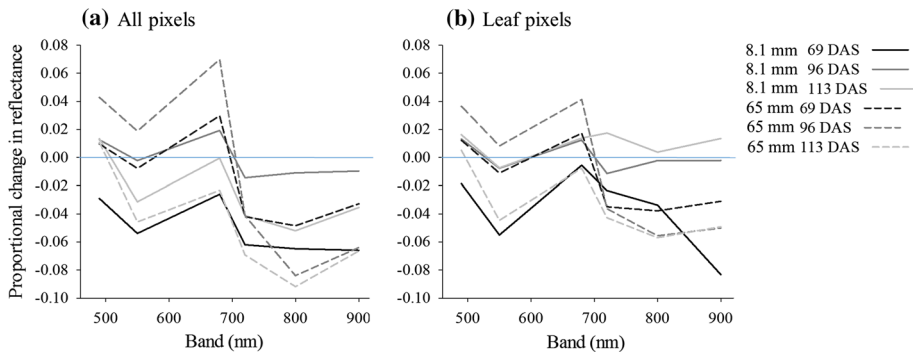 (a) All pixels
Proportional change in reflectance
0.08
0.06
0.04
0.02
0.00
-0.02
-0.04
-0.06
-0.08
-0.10
500 600 700 800 900
Band (nm)
(b) Leaf pixels
0.08
0.06
0.04
0.02
0.00
-0.02
-0.04
-0.06
-0.08
-0.10
500 600 700 800 900
Band (nm)
8.1 mm 69 DAS
8.1 mm 96 DAS
8.1 mm 113 DAS
65 mm 69 DAS
65 mm 96 DAS
65 mm 113 DAS